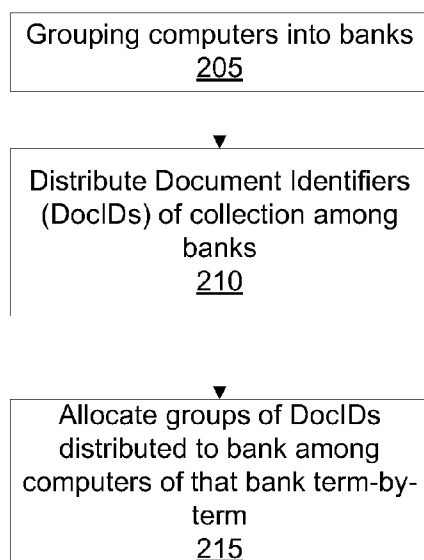 Grouping computers into banks
205
Distribute Document Identifiers
(DocIDs) of collection among
banks
210
Allocate groups of DocIDs
distributed to bank among
computers of that bank term-by-
term
215